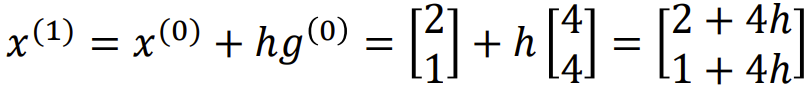 x⁽¹⁾ = x⁽⁰⁾ + hg⁽⁰⁾ = [2 1] + h [4 4] = [2 + 4h 1 + 4h]